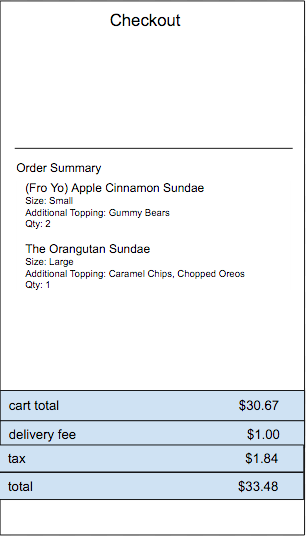 Checkout
Order Summary
(Fro Yo) Apple Cinnamon Sundae
Size: Small
Additional Topping: Gummy Bears
Qty: 2
The Orangutan Sundae
Size: Large
Additional Topping: Caramel Chips, Chopped Oreos
Qty: 1
cart total $30.67
delivery fee $1.00
tax $1.84
total $33.48